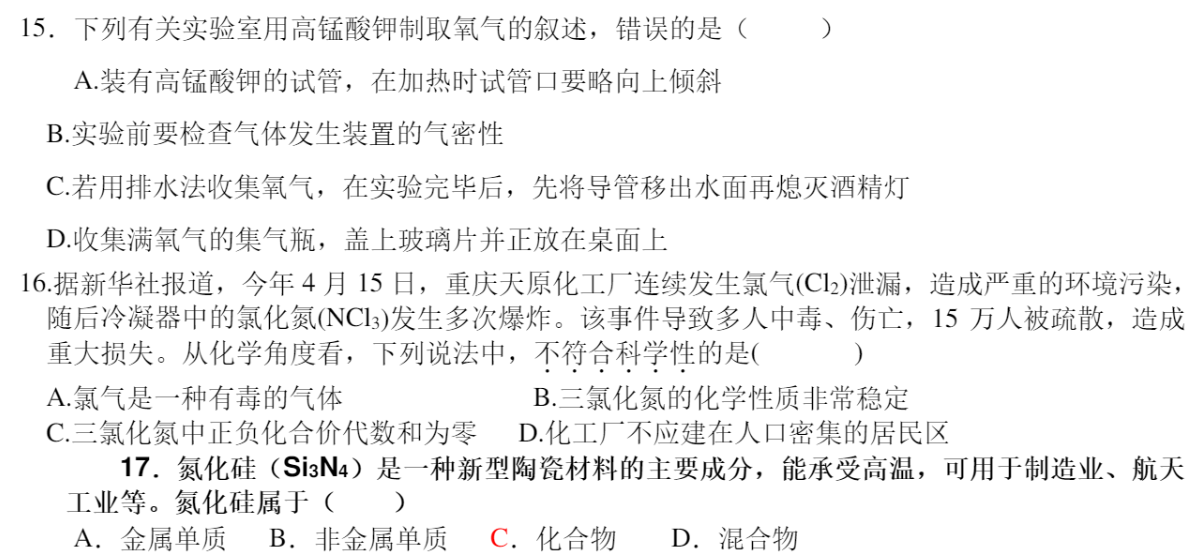 15．下列有关实验室用高锰酸钾制取氧气的叙述，错误的是（　　）
A.装有高锰酸钾的试管，在加热时试管口要略向上倾斜
B.实验前要检查气体发生装置的气密性
C.若用排水法收集氧气，在实验完毕后，先将导管移出水面再熄灭酒精灯
D.收集满氧气的集气瓶，盖上玻璃片并正放在桌面上
16.据新华社报道，今年 4 月 15 日，重庆天原化工厂连续发生氯气(Cl₂)泄漏，造成严重的环境污染，
随后冷凝器中的氯化氮(NCl₃)发生多次爆炸。该事件导致多人中毒、伤亡，15 万人被疏散，造成
重大损失。从化学角度看，下列说法中，不符合科学性的是(　　)
A.氯气是一种有毒的气体　　B.三氯化氮的化学性质非常稳定
C.三氯化氮中正负化合价代数和为零　　D.化工厂不应建在人口密集的居民区
17．氮化硅（Si₃N₄）是一种新型陶瓷材料的主要成分，能承受高温，可用于制造业、航天
工业等。氮化硅属于（　　）
A．金属单质　　B．非金属单质　　C．化合物　　D．混合物